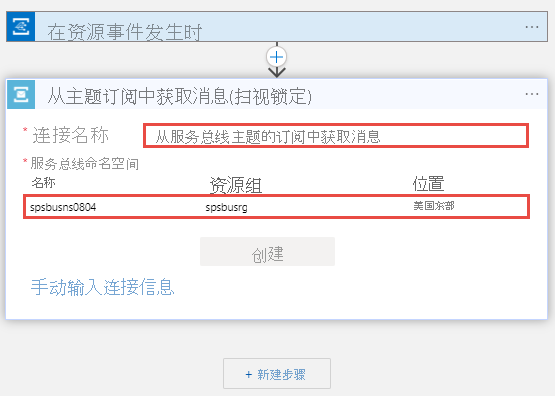 在资源事件发生时
从主题订阅中获取消息(扫视锁定)
* 连接名称 从服务总线主题的订阅中获取消息
* 服务总线命名空间
名称 资源组 位置
spsbusns0804 spsbusrg 美国东部
创建
手动输入连接信息
+ 新建步骤